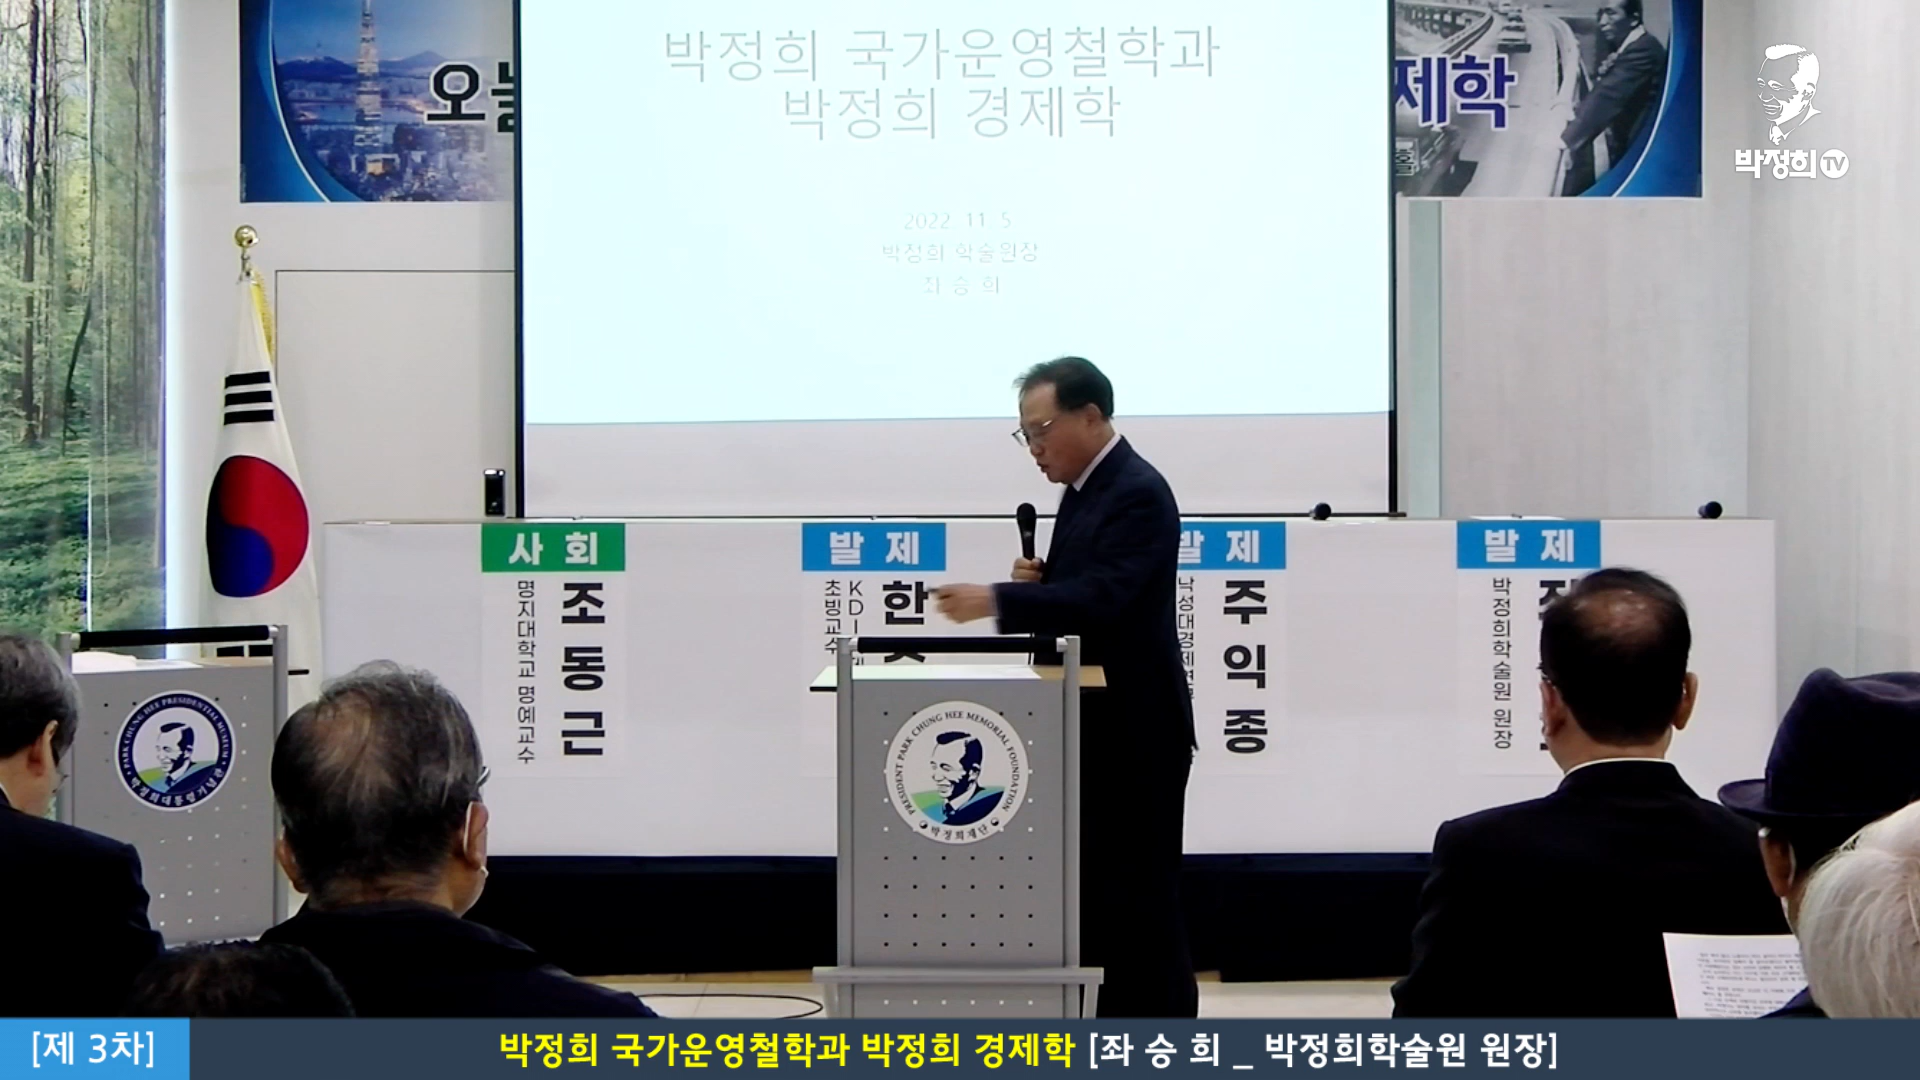 박정희 국가운영철학과
박정희 경제학
2022. 11. 5
박정희 학술원장
좌 승 희
제학
박정희 TV
사 회
명지대학교 명예교수
조동근
발 제
KDI
초빙교수
한
발 제
주익종
발 제
박정희학술원 원장
PARK CHUNG HEE PRESIDENTIAL MUSEUM
박정희대통령기념관
PRESIDENT PARK CHUNG HEE MEMORIAL FOUNDATION
박정희재단
[제 3차]
박정희 국가운영철학과 박정희 경제학 [좌 승 희 _ 박정희학술원 원장]